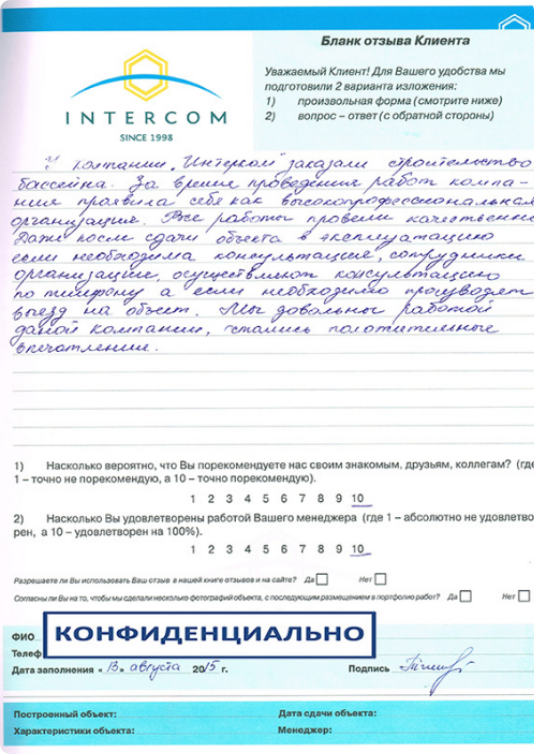 Бланк отзыва Клиента
Уважаемый Клиент! Для Вашего удобства мы
подготовили 2 варианта изложения:
1) произвольная форма (смотрите ниже)
2) вопрос – ответ (с обратной стороны)
INTERCOM
SINCE 1998
У компании „Интерком" заказали строительство
бассейна. За время проведения работ компа-
ния проявила себя как высокопрофессиональная
организация. Все работы провели качественно
Даже после сдачи объекта в эксплуатацию
если необходима консультация, сотрудники
организации, осуществляют консультацию
по телефону а если необходимо производят
выезд на объект. Мы довольны работой
даной компании, остались положительные
впечатления.
1) Насколько вероятно, что Вы порекомендуете нас своим знакомым, друзьям, коллегам? (где
1 – точно не порекомендую, а 10 – точно порекомендую).
1 2 3 4 5 6 7 8 9 10
2) Насколько Вы удовлетворены работой Вашего менеджера (где 1 – абсолютно не удовлетво
рен, а 10 – удовлетворен на 100%).
1 2 3 4 5 6 7 8 9 10
Разрешаете ли Вы использовать Ваш отзыв в нашей книге отзывов и на сайте? Да Нет
Согласны ли Вы на то, чтобы мы сделали несколько фотографий объекта, с последующим размещением в портфолио работ? Да Нет
ФИО
КОНФИДЕНЦИАЛЬНО
Телеф
Дата заполнения « 13 » августа 2015 г. Подпись
Построенный объект: Дата сдачи объекта:
Характеристики объекта: Менеджер: